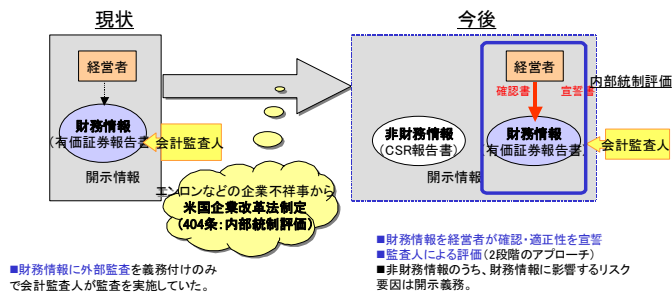 現状
経営者
財務情報
(有価証券報告書
会計監査人
開示情報
エンロンなどの企業不祥事から
米国企業改革法制定
(404条:内部統制評価)
■財務情報に外部監査を義務付けのみ
で会計監査人が監査を実施していた。
今後
経営者
内部統制評価
確認書
宣誓書
非財務情報
(CSR報告書)
財務情報
(有価証券報告書)
会計監査人
開示情報
■財務情報を経営者が確認・適正性を宣誓
■監査人による評価(2段階のアプローチ)
■非財務情報のうち、財務情報に影響するリスク
要因は開示義務。